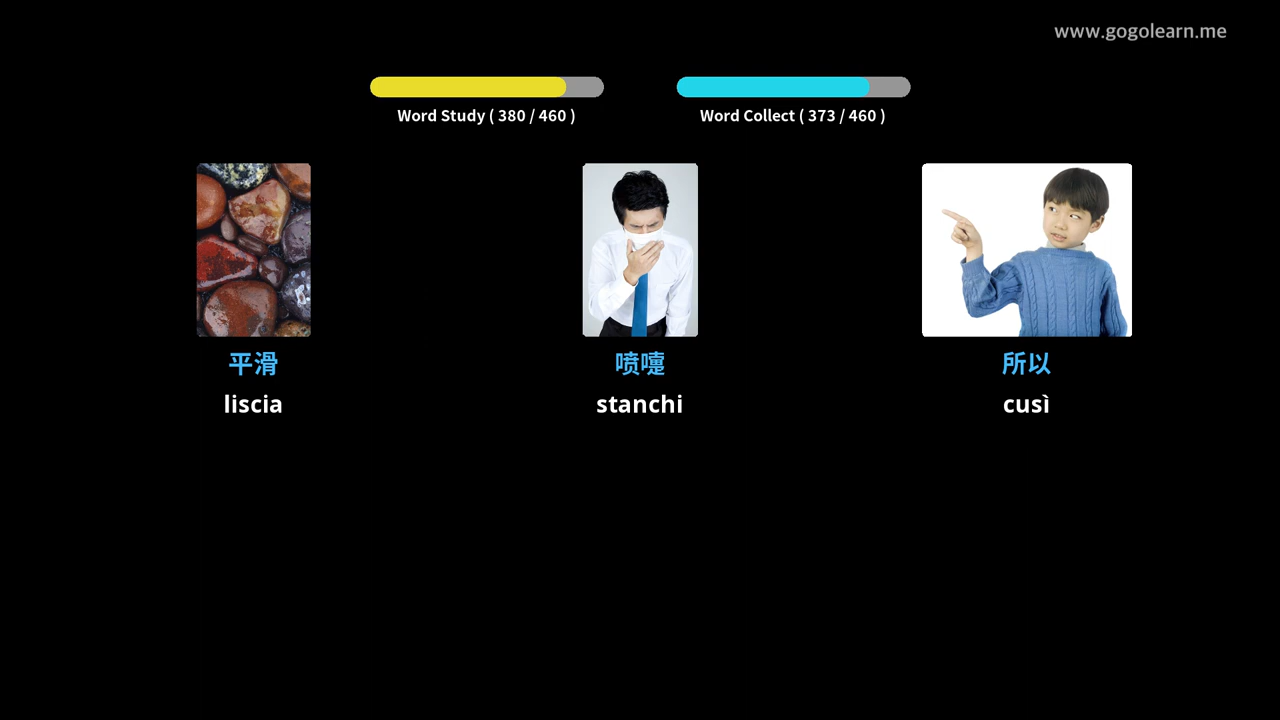 www.gogolearn.me
Word Study ( 380 / 460 )
Word Collect ( 373 / 460 )
平滑
喷嚏
所以
liscia
stanchi
cusì